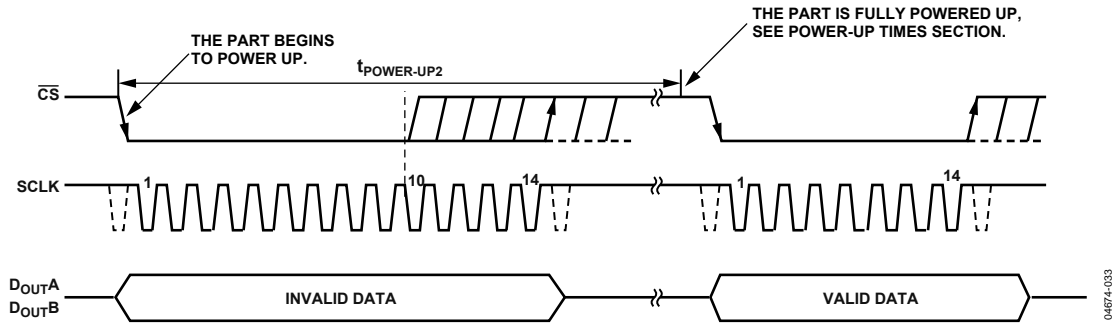 THE PART BEGINS
TO POWER UP.
THE PART IS FULLY POWERED UP,
SEE POWER-UP TIMES SECTION.
tPOWER-UP2
CS
SCLK
1
10
14
1
14
DOUTA
DOUTB
INVALID DATA
VALID DATA
04674-033